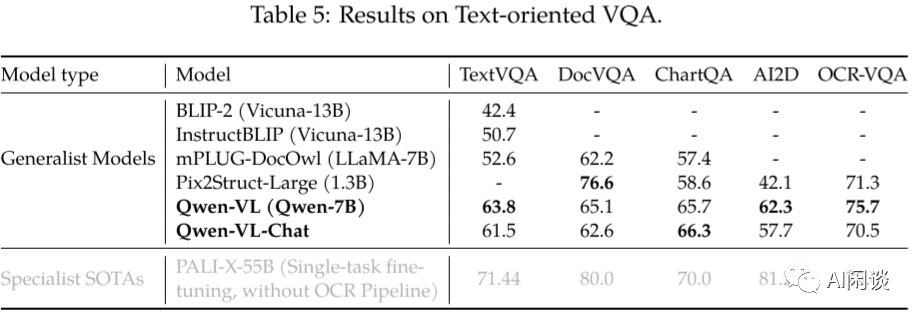 Table 5: Results on Text-oriented VQA.
Model type Model TextVQA DocVQA ChartQA AI2D OCR-VQA
BLIP-2 (Vicuna-13B) 42.4 - - - -
InstructBLIP (Vicuna-13B) 50.7 - - - -
Generalist Models mPLUG-DocOwl (LLaMA-7B) 52.6 62.2 57.4 - -
Pix2Struct-Large (1.3B) - 76.6 58.6 42.1 71.3
Qwen-VL (Qwen-7B) 63.8 65.1 65.7 62.3 75.7
Qwen-VL-Chat 61.5 62.6 66.3 57.7 70.5
Specialist SOTAs PALI-X-55B (Single-task fine-
tuning, without OCR Pipeline) 71.44 80.0 70.0
AI闲谈